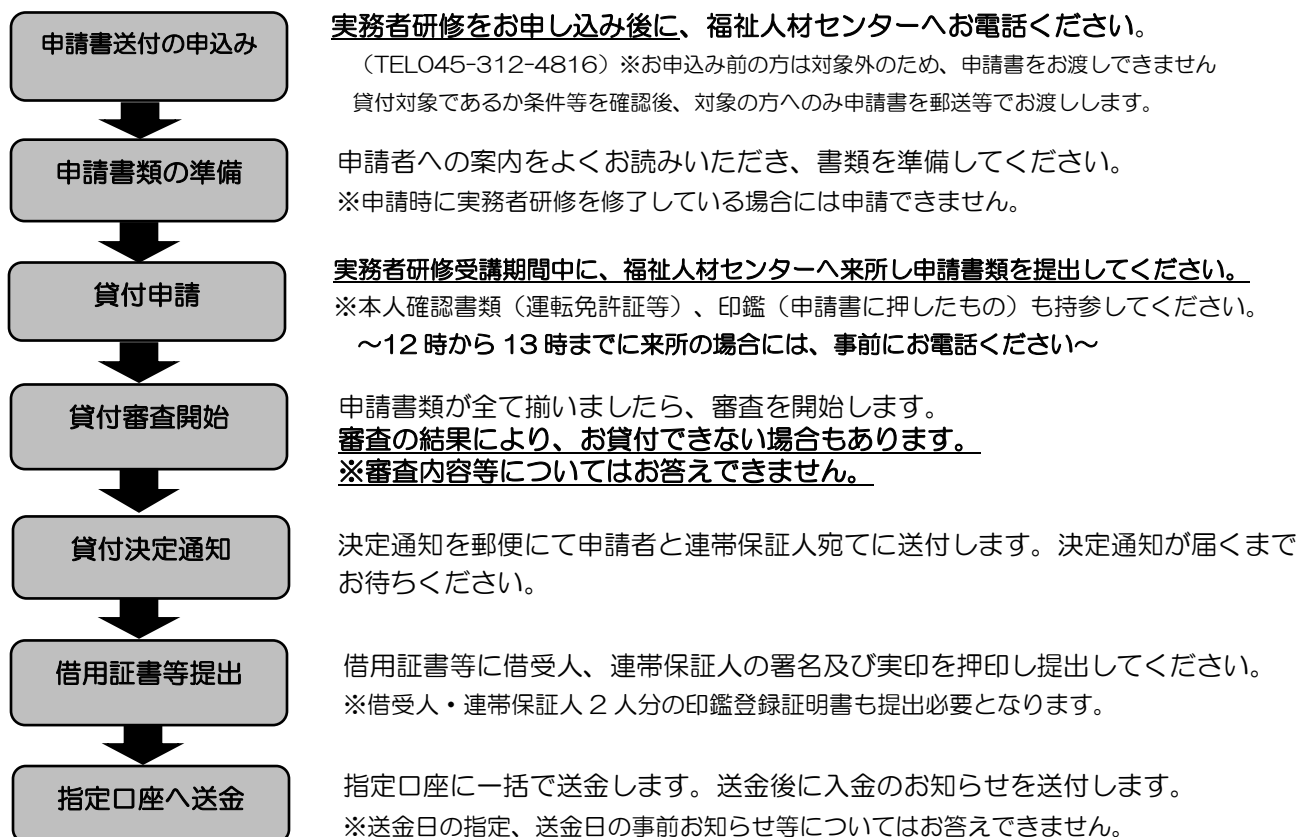 申請書送付の申込み
実務者研修をお申し込み後に、福祉人材センターへお電話ください。
（TEL045-312-4816）※お申込み前の方は対象外のため、申請書をお渡しできません
貸付対象であるか条件等を確認後、対象の方へのみ申請書を郵送等でお渡しします。
申請書類の準備
申請者への案内をよくお読みいただき、書類を準備してください。
※申請時に実務者研修を修了している場合には申請できません。
貸付申請
実務者研修受講期間中に、福祉人材センターへ来所し申請書類を提出してください。
※本人確認書類（運転免許証等）、印鑑（申請書に押したもの）も持参してください。
～12時から13時までに来所の場合には、事前にお電話ください～
貸付審査開始
申請書類が全て揃いましたら、審査を開始します。
審査の結果により、お貸付できない場合もあります。
※審査内容等についてはお答えできません。
貸付決定通知
決定通知を郵便にて申請者と連帯保証人宛てに送付します。決定通知が届くまで
お待ちください。
借用証書等提出
借用証書等に借受人、連帯保証人の署名及び実印を押印し提出してください。
※借受人・連帯保証人2人分の印鑑登録証明書も提出必要となります。
指定口座へ送金
指定口座に一括で送金します。送金後に入金のお知らせを送付します。
※送金日の指定、送金日の事前お知らせ等についてはお答えできません。